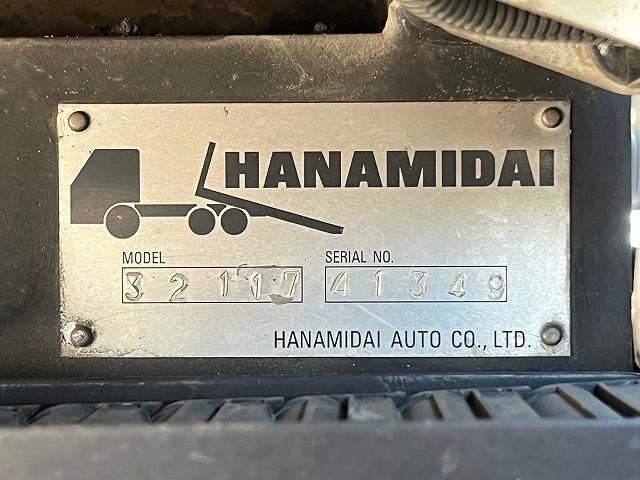 HANAMIDAI
MODEL SERIAL NO.
32117 41349
HANAMIDAI AUTO CO., LTD.